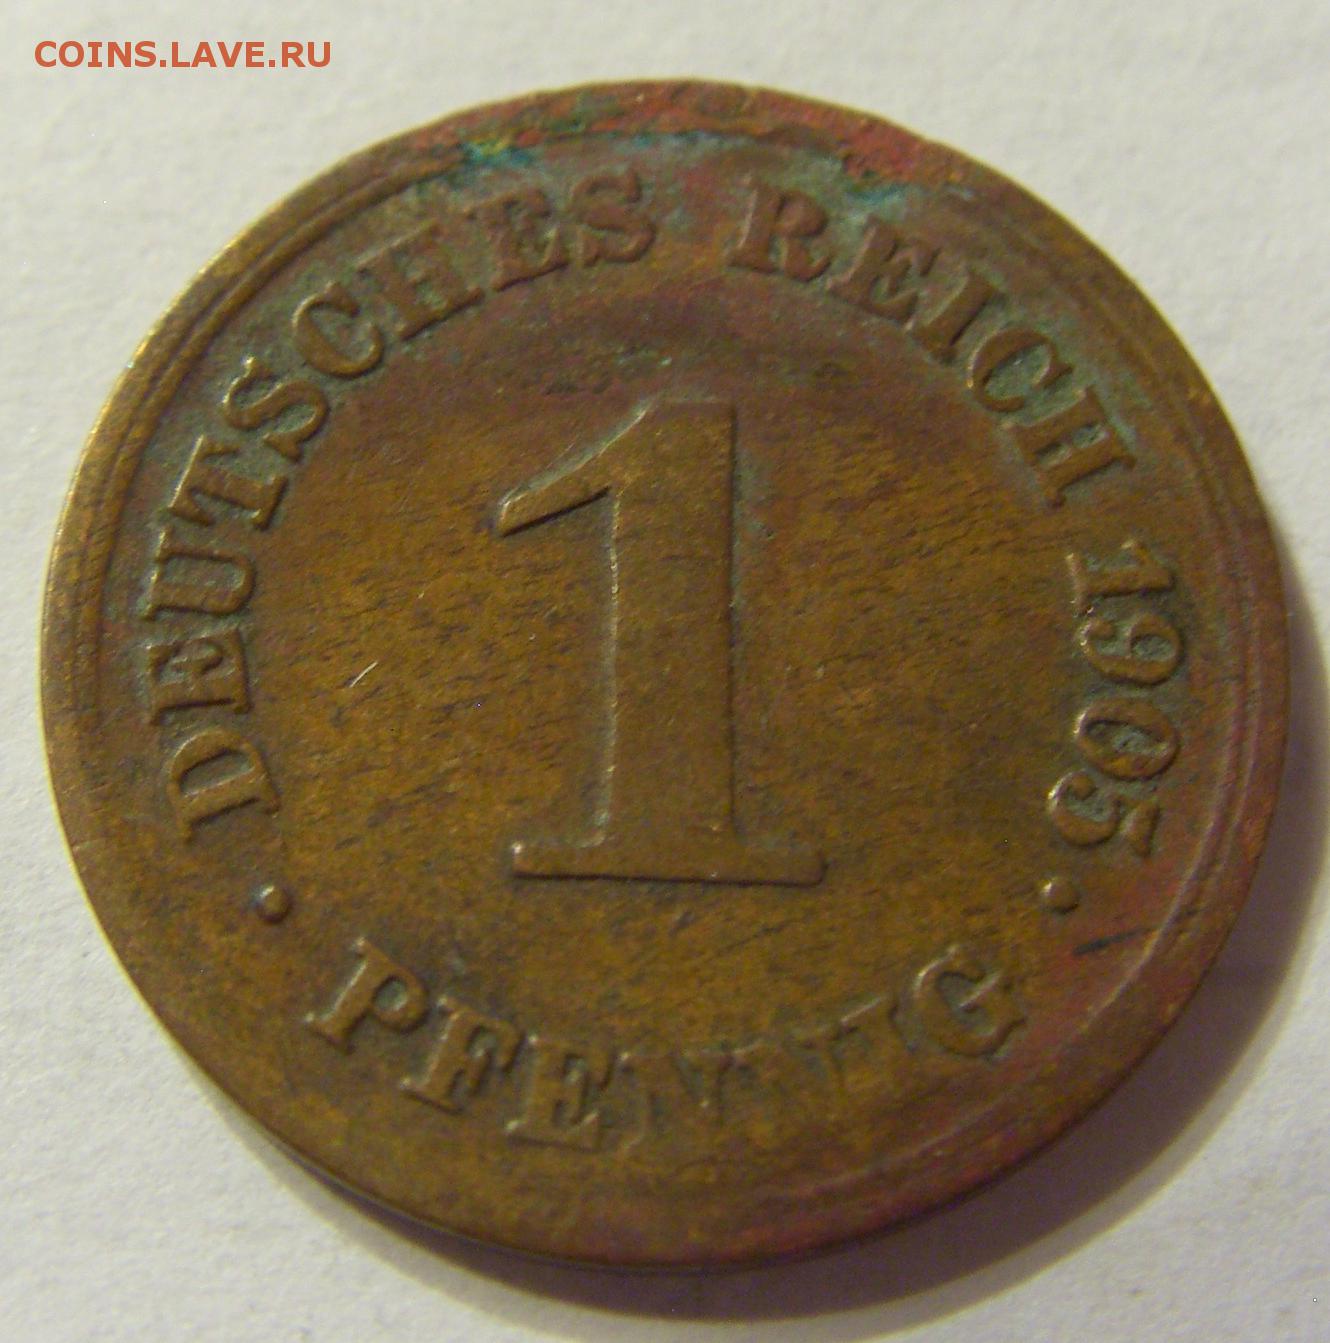 COINS.LAVE.RU
DEUTSCHES REICH 1905
1
· PFENNIG ·